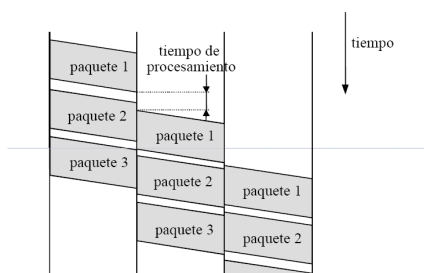 tiempo
tiempo de
procesamiento
paquete 1
paquete 2
paquete 3
paquete 1
paquete 2
paquete 3
paquete 1
paquete 2